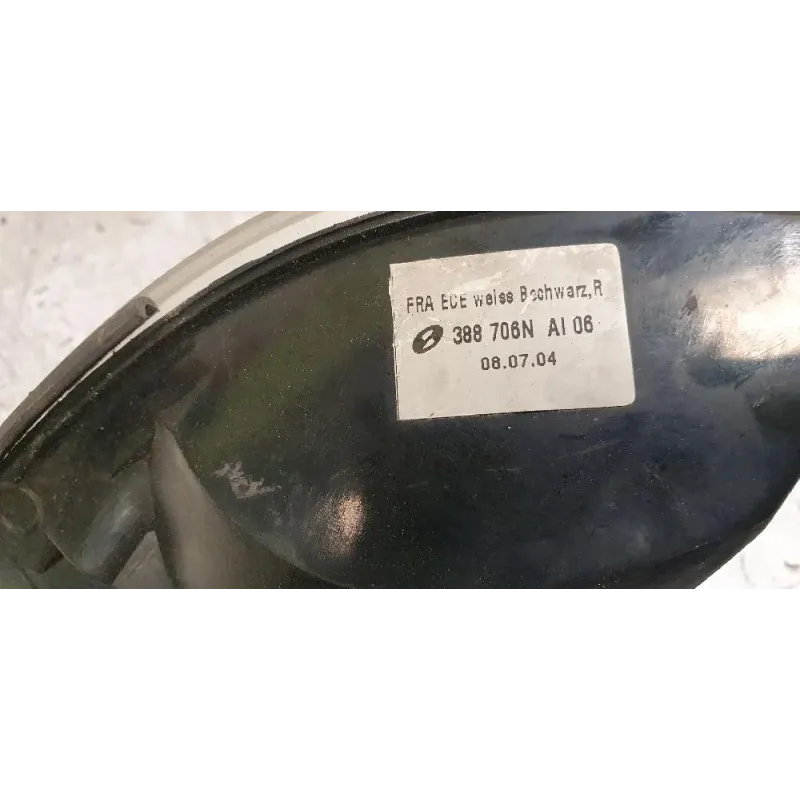 FRA ECE weiss Bschwarz,R
388 706N AI 06
08.07.04